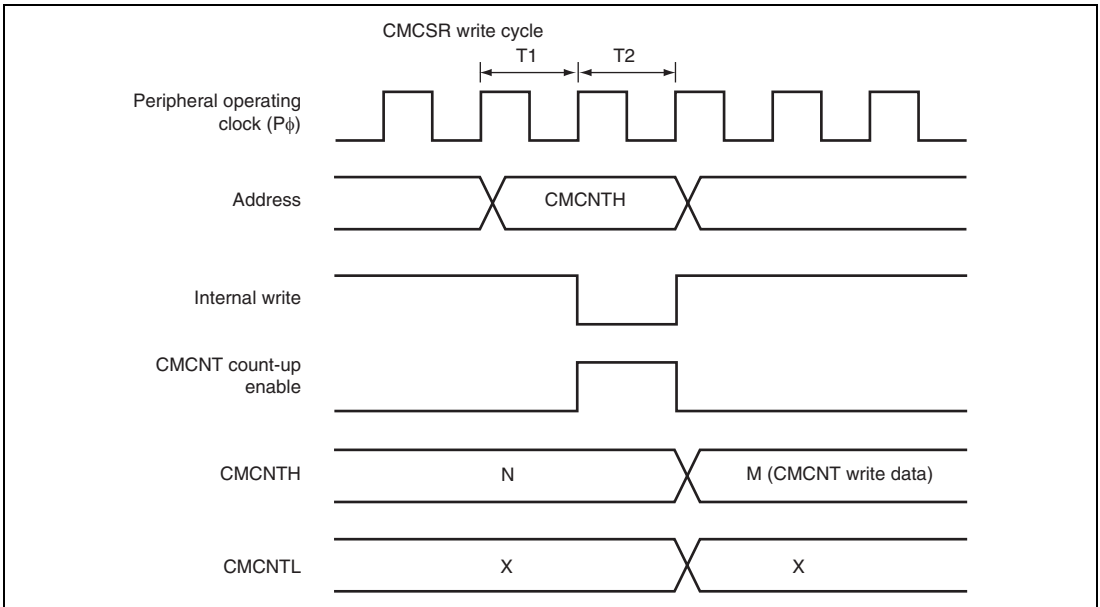 CMCSR write cycle
T1 T2
Peripheral operating
clock (Pϕ)
Address
CMCNTH
Internal write
CMCNT count-up
enable
CMCNTH
N
M (CMCNT write data)
CMCNTL
X
X